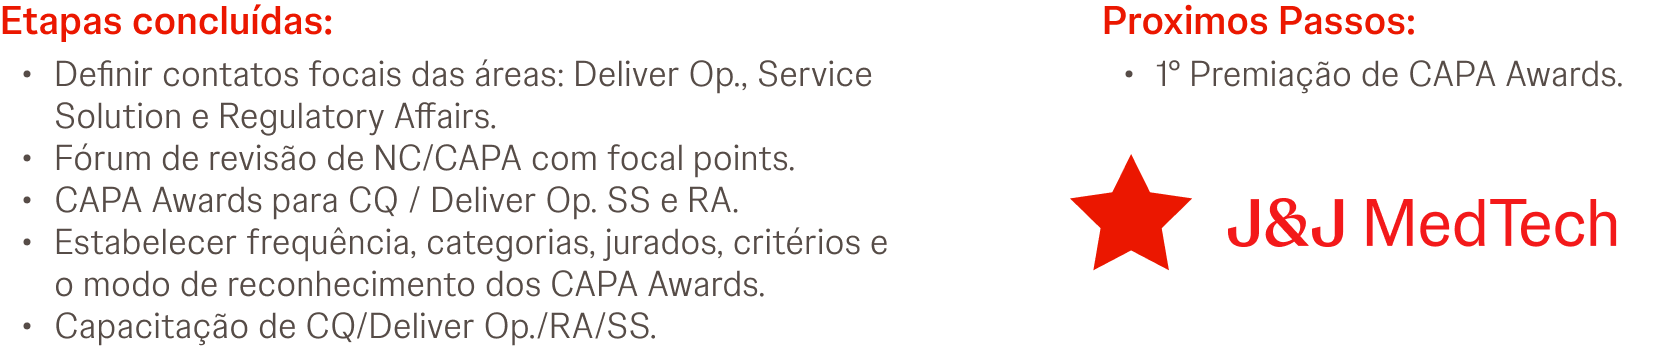 Etapas concluídas:
• Definir contatos focais das áreas: Deliver Op., Service
Solution e Regulatory Affairs.
• Fórum de revisão de NC/CAPA com focal points.
• CAPA Awards para CQ / Deliver Op. SS e RA.
• Estabelecer frequência, categorias, jurados, critérios e
o modo de reconhecimento dos CAPA Awards.
• Capacitação de CQ/Deliver Op./RA/SS.
Proximos Passos:
• 1° Premiação de CAPA Awards.
J&J MedTech